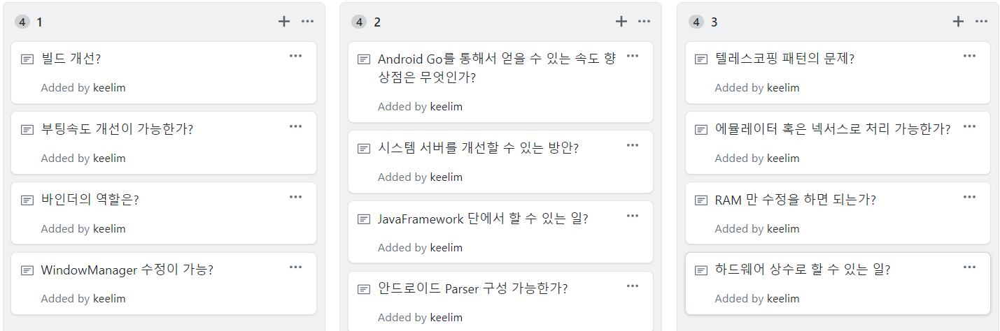 4 1
빌드 개선?
Added by keelim
부팅속도 개선이 가능한가?
Added by keelim
바인더의 역할은?
Added by keelim
WindowManager 수정이 가능?
Added by keelim
4 2
Android Go를 통해서 얻을 수 있는 속도 향
상점은 무엇인가?
Added by keelim
시스템 서버를 개선할 수 있는 방안?
Added by keelim
JavaFramework 단에서 할 수 있는 일?
Added by keelim
안드로이드 Parser 구성 가능한가?
Added by keelim
4 3
텔레스코핑 패턴의 문제?
Added by keelim
에뮬레이터 혹은 넥서스로 처리 가능한가?
Added by keelim
RAM 만 수정을 하면 되는가?
Added by keelim
하드웨어 상수로 할 수 있는 일?
Added by keelim